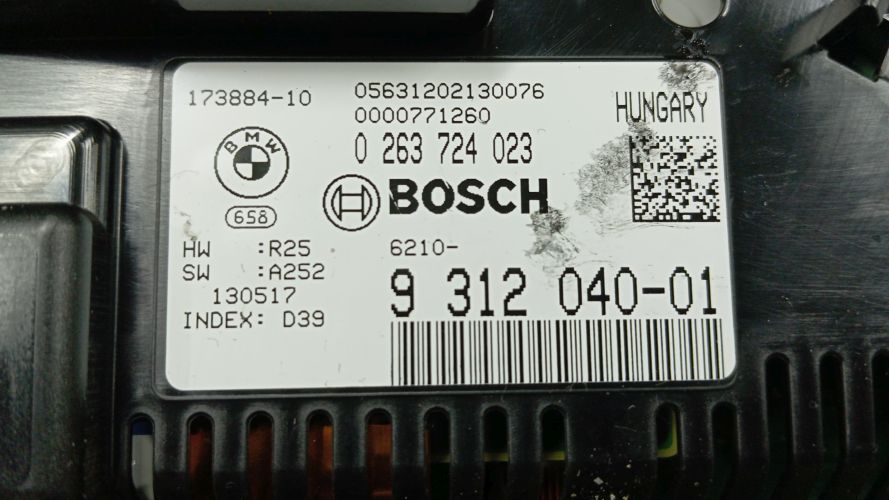 173884-10
05631202130076
0000771260
0 263 724 023
HUNGARY
BMW
658
BOSCH
HW :R25
SW :A252
130517
INDEX: D39
6210-
9 312 040-01